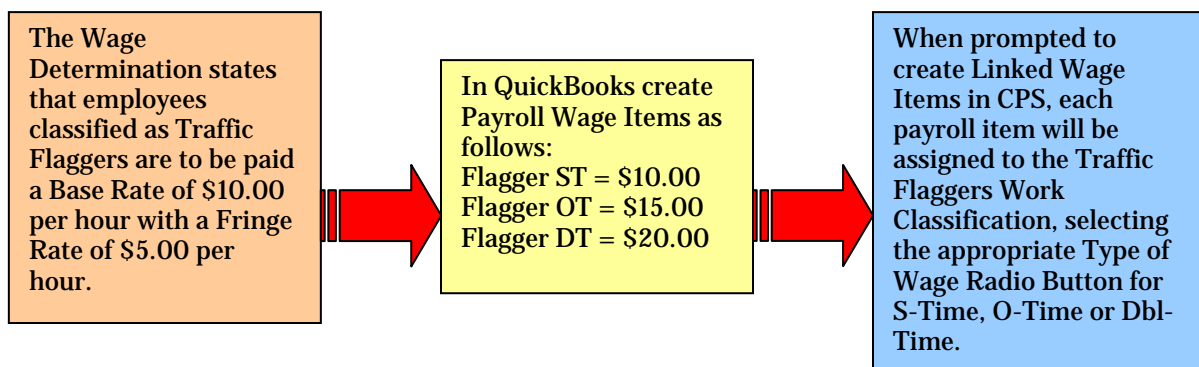 The Wage
Determination states
that employees
classified as Traffic
Flaggers are to be paid
a Base Rate of $10.00
per hour with a Fringe
Rate of $5.00 per
hour.
In QuickBooks create
Payroll Wage Items as
follows:
Flagger ST = $10.00
Flagger OT = $15.00
Flagger DT = $20.00
When prompted to
create Linked Wage
Items in CPS, each
payroll item will be
assigned to the Traffic
Flaggers Work
Classification, selecting
the appropriate Type of
Wage Radio Button for
S-Time, O-Time or Dbl-
Time.